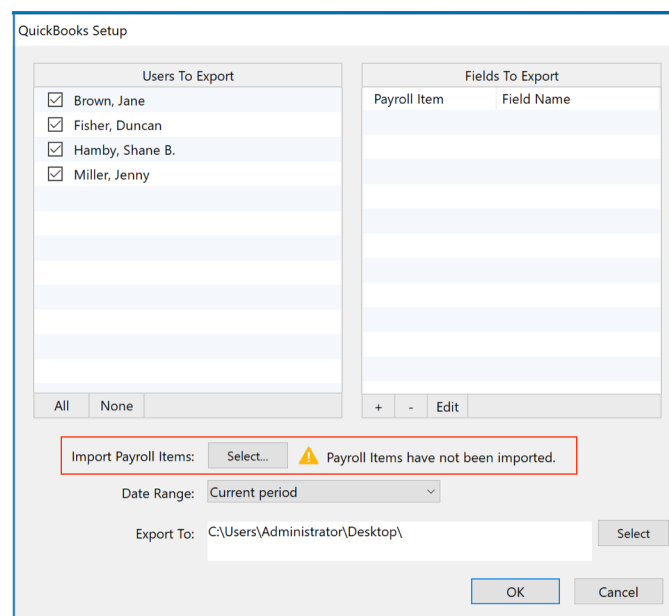 QuickBooks Setup
Users To Export
Brown, Jane
Fisher, Duncan
Hamby, Shane B.
Miller, Jenny
All None
Fields To Export
Payroll Item Field Name
+ - Edit
Import Payroll Items: Select... Payroll Items have not been imported.
Date Range: Current period
Export To: C:\Users\Administrator\Desktop\ Select
OK Cancel